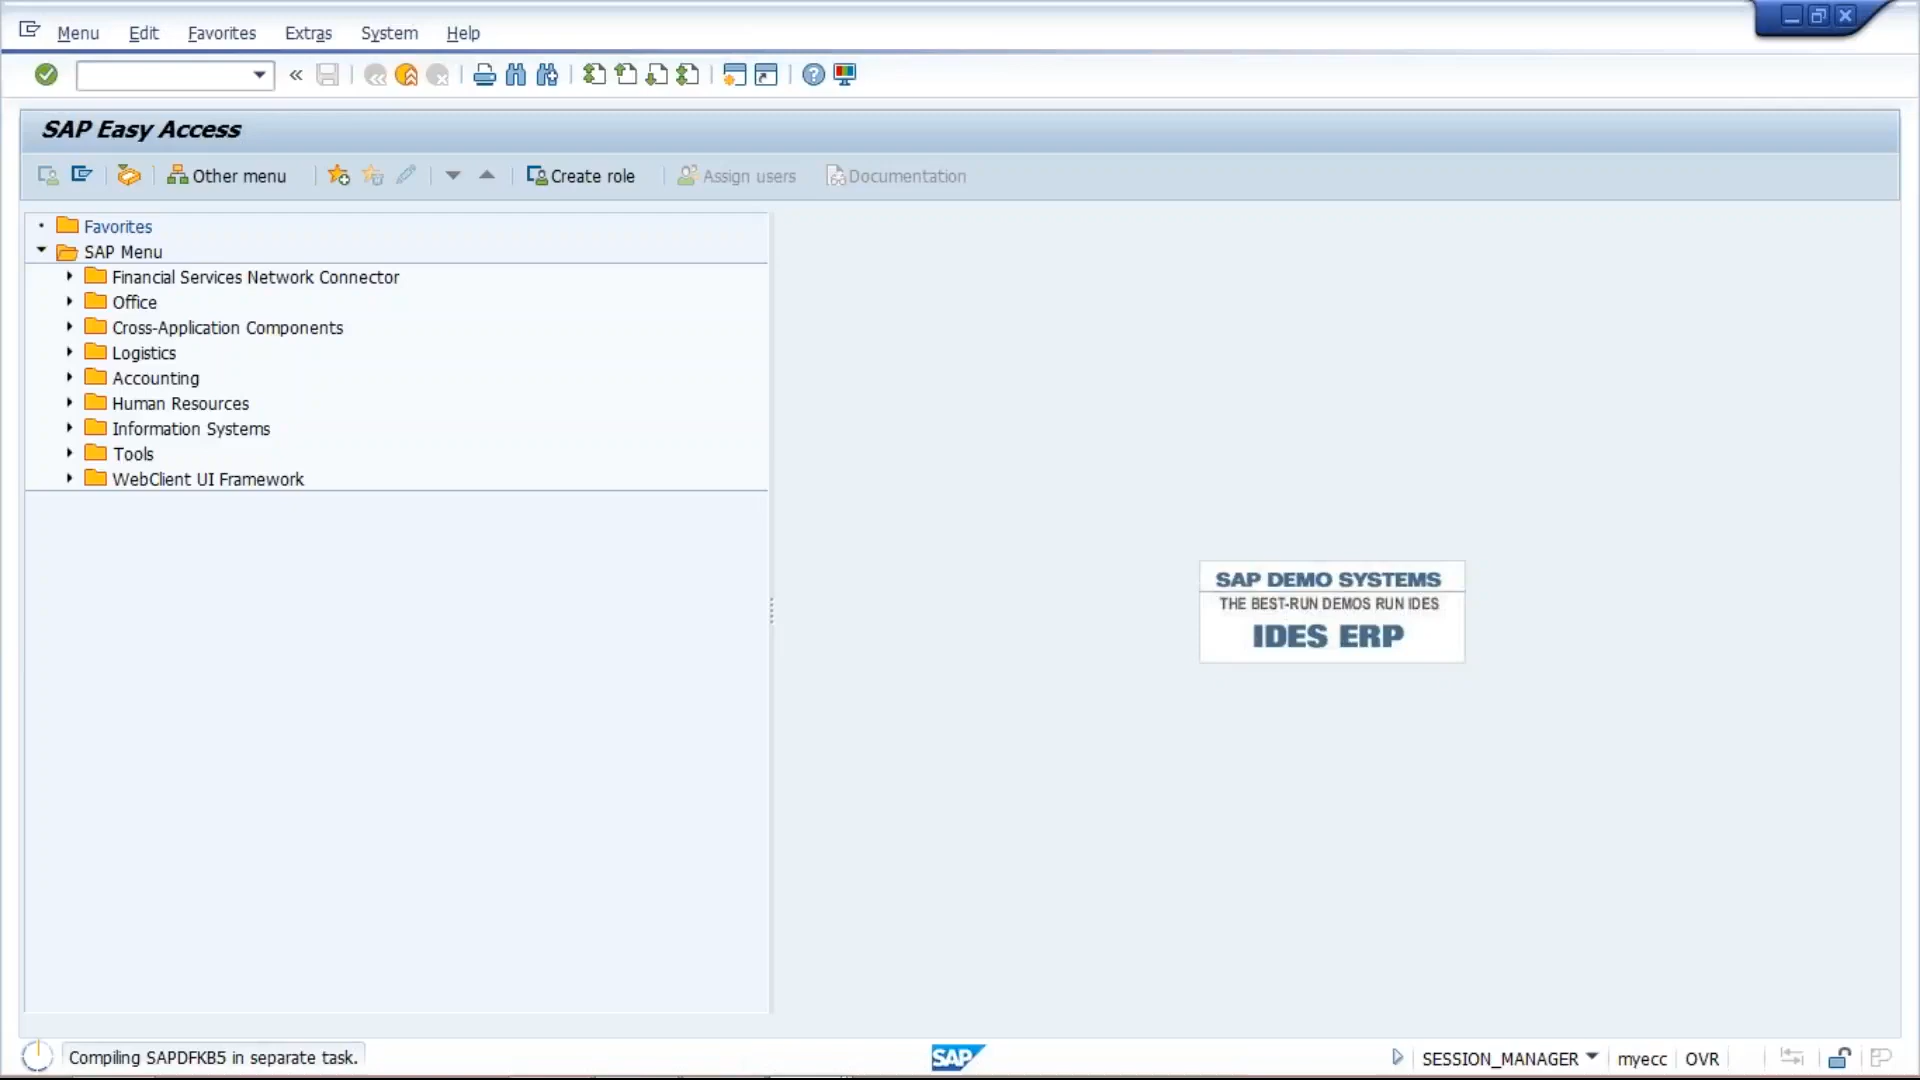 Menu Edit Favorites Extras System Help
SAP Easy Access
Other menu Create role Assign users Documentation
Favorites
SAP Menu
Financial Services Network Connector
Office
Cross-Application Components
Logistics
Accounting
Human Resources
Information Systems
Tools
WebClient UI Framework
SAP DEMO SYSTEMS
THE BEST-RUN DEMOS RUN IDES
IDES ERP
Compiling SAPDFKB5 in separate task.
SAP
SESSION_MANAGER myecc OVR